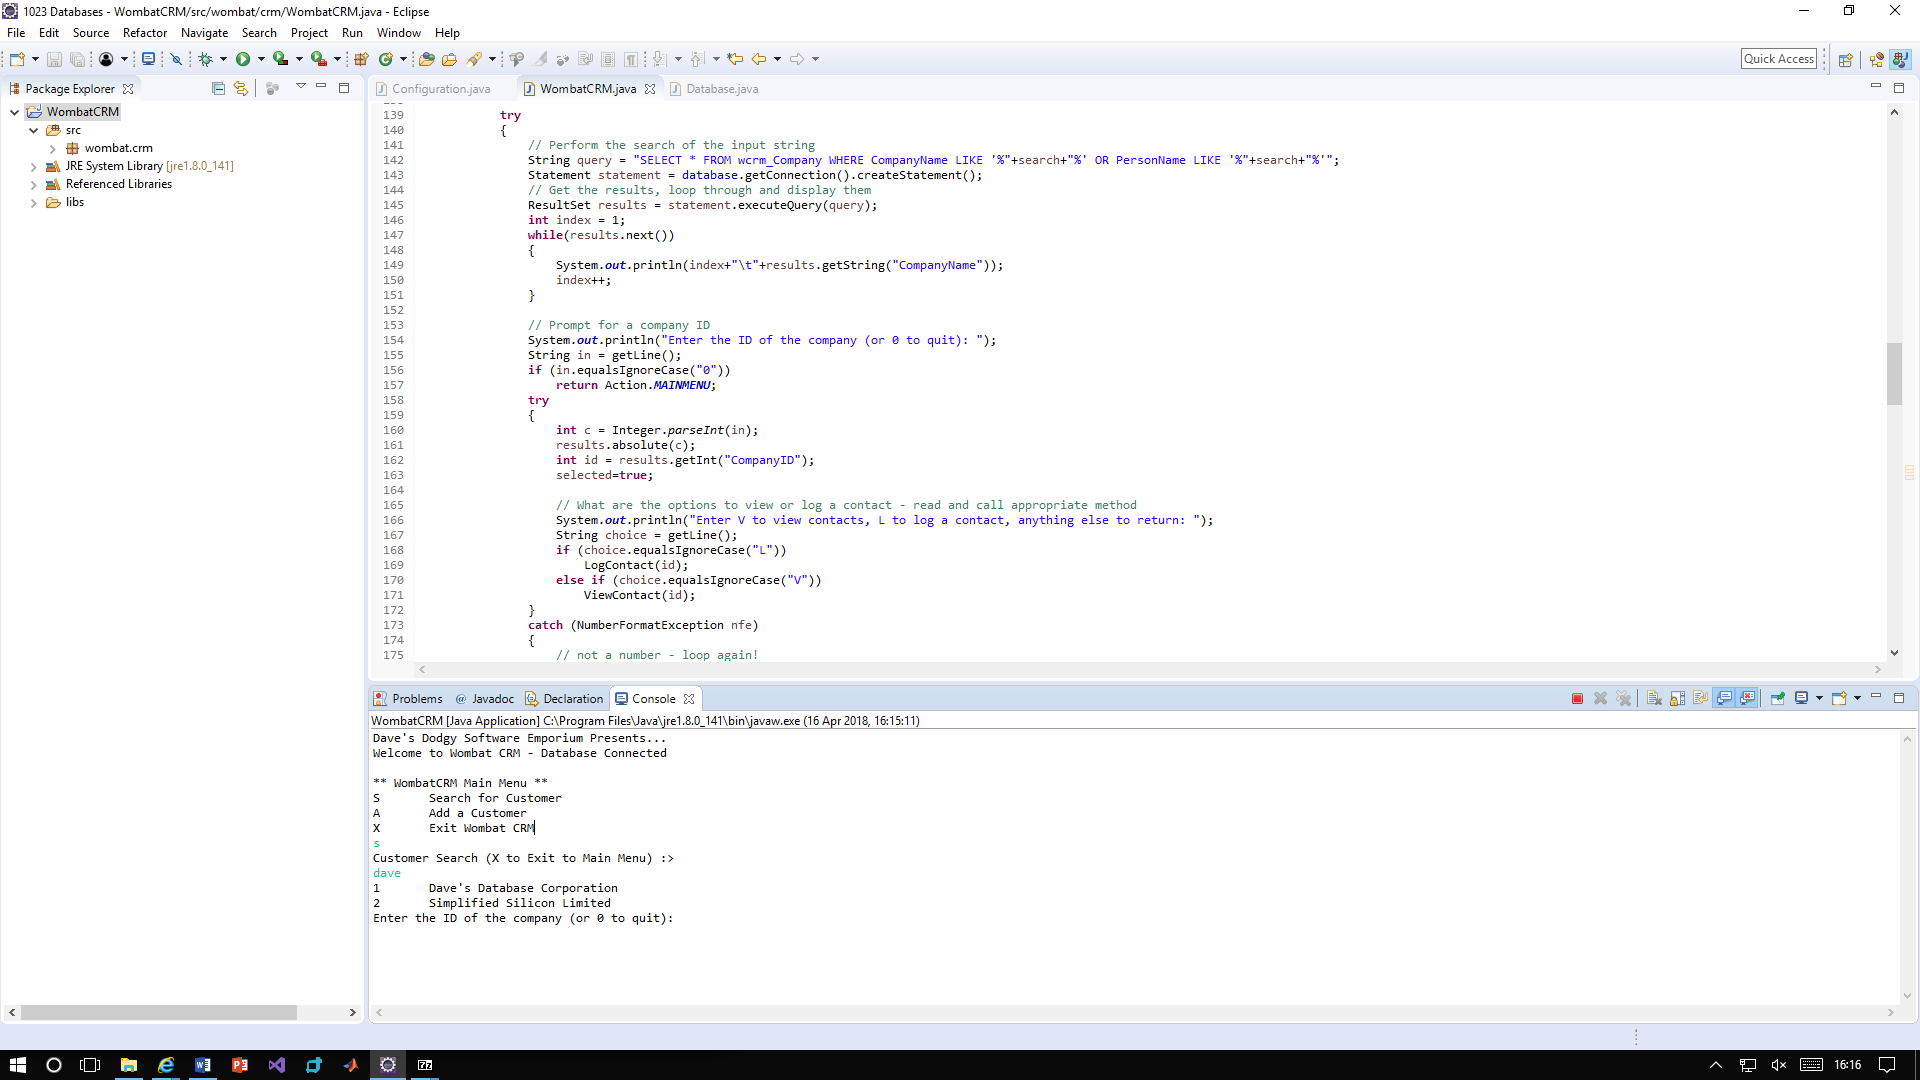 1023 Databases - WombatCRM/src/wombat/crm/WombatCRM.java - Eclipse
File Edit Source Refactor Navigate Search Project Run Window Help
Quick Access
Package Explorer
WombatCRM
src
wombat.crm
JRE System Library [jre1.8.0_141]
Referenced Libraries
libs
Configuration.java WombatCRM.java Database.java
139 try
140 {
141 // Perform the search of the input string
142 String query = "SELECT * FROM wcrm_Company WHERE CompanyName LIKE '%"+search+"%' OR PersonName LIKE '%"+search+"%'";
143 Statement statement = database.getConnection().createStatement();
144 // Get the results, loop through and display them
145 ResultSet results = statement.executeQuery(query);
146 int index = 1;
147 while(results.next())
148 {
149 System.out.println(index+"\t"+results.getString("CompanyName"));
150 index++;
151 }
152
153 // Prompt for a company ID
154 System.out.println("Enter the ID of the company (or 0 to quit): ");
155 String in = getLine();
156 if (in.equalsIgnoreCase("0"))
157 return Action.MAINMENU;
158 try
159 {
160 int c = Integer.parseInt(in);
161 results.absolute(c);
162 int id = results.getInt("CompanyID");
163 selected=true;
164
165 // What are the options to view or log a contact - read and call appropriate method
166 System.out.println("Enter V to view contacts, L to log a contact, anything else to return: ");
167 String choice = getLine();
168 if (choice.equalsIgnoreCase("L"))
169 LogContact(id);
170 else if (choice.equalsIgnoreCase("V"))
171 ViewContact(id);
172 }
173 catch (NumberFormatException nfe)
174 {
175 // not a number - loop again!
Problems @ Javadoc Declaration Console
WombatCRM [Java Application] C:\Program Files\Java\jre1.8.0_141\bin\javaw.exe (16 Apr 2018, 16:15:11)
Dave's Dodgy Software Emporium Presents...
Welcome to Wombat CRM - Database Connected
** WombatCRM Main Menu **
S Search for Customer
A Add a Customer
X Exit Wombat CRM
s
Customer Search (X to Exit to Main Menu) :>
dave
1 Dave's Database Corporation
2 Simplified Silicon Limited
Enter the ID of the company (or 0 to quit):
16:16